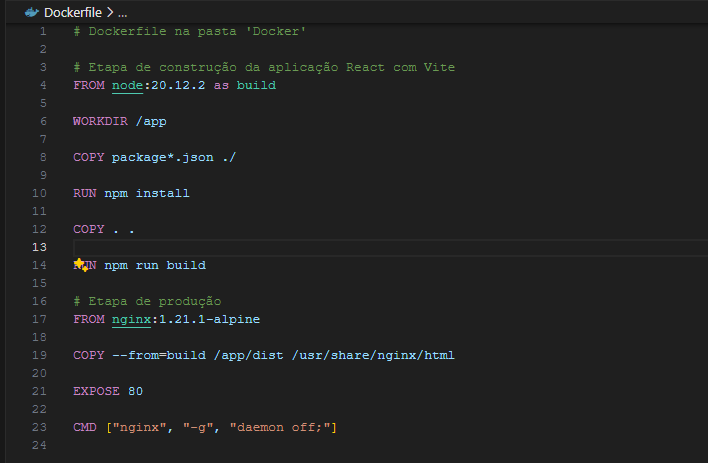 Dockerfile > ...
1 # Dockerfile na pasta 'Docker'
2
3 # Etapa de construção da aplicação React com Vite
4 FROM node:20.12.2 as build
5
6 WORKDIR /app
7
8 COPY package*.json ./
9
10 RUN npm install
11
12 COPY . .
13
14 RUN npm run build
15
16 # Etapa de produção
17 FROM nginx:1.21.1-alpine
18
19 COPY --from=build /app/dist /usr/share/nginx/html
20
21 EXPOSE 80
22
23 CMD ["nginx", "-g", "daemon off;"]
24